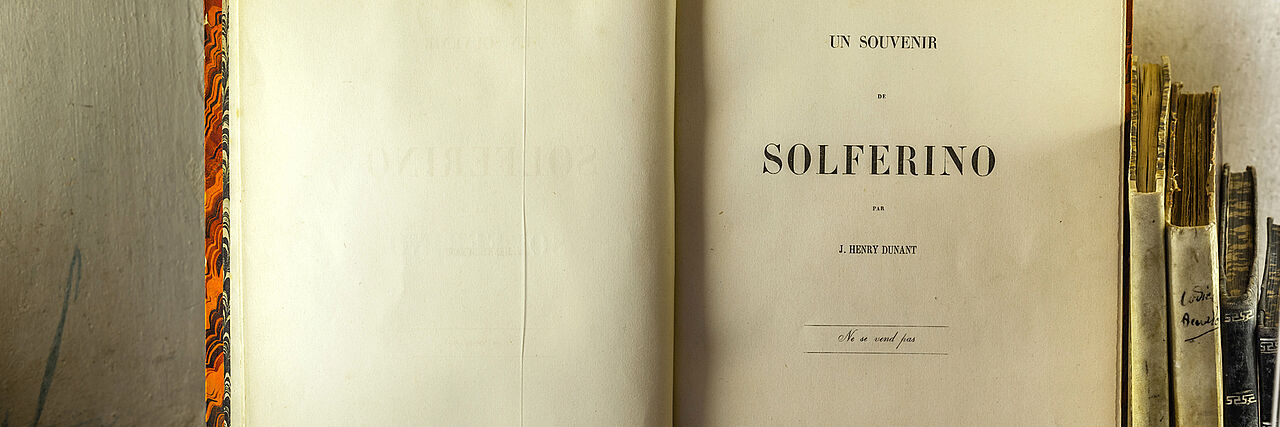 UN SOUVENIR
DE
SOLFERINO
PAR
J. HENRY DUNANT
Ne se vend pas